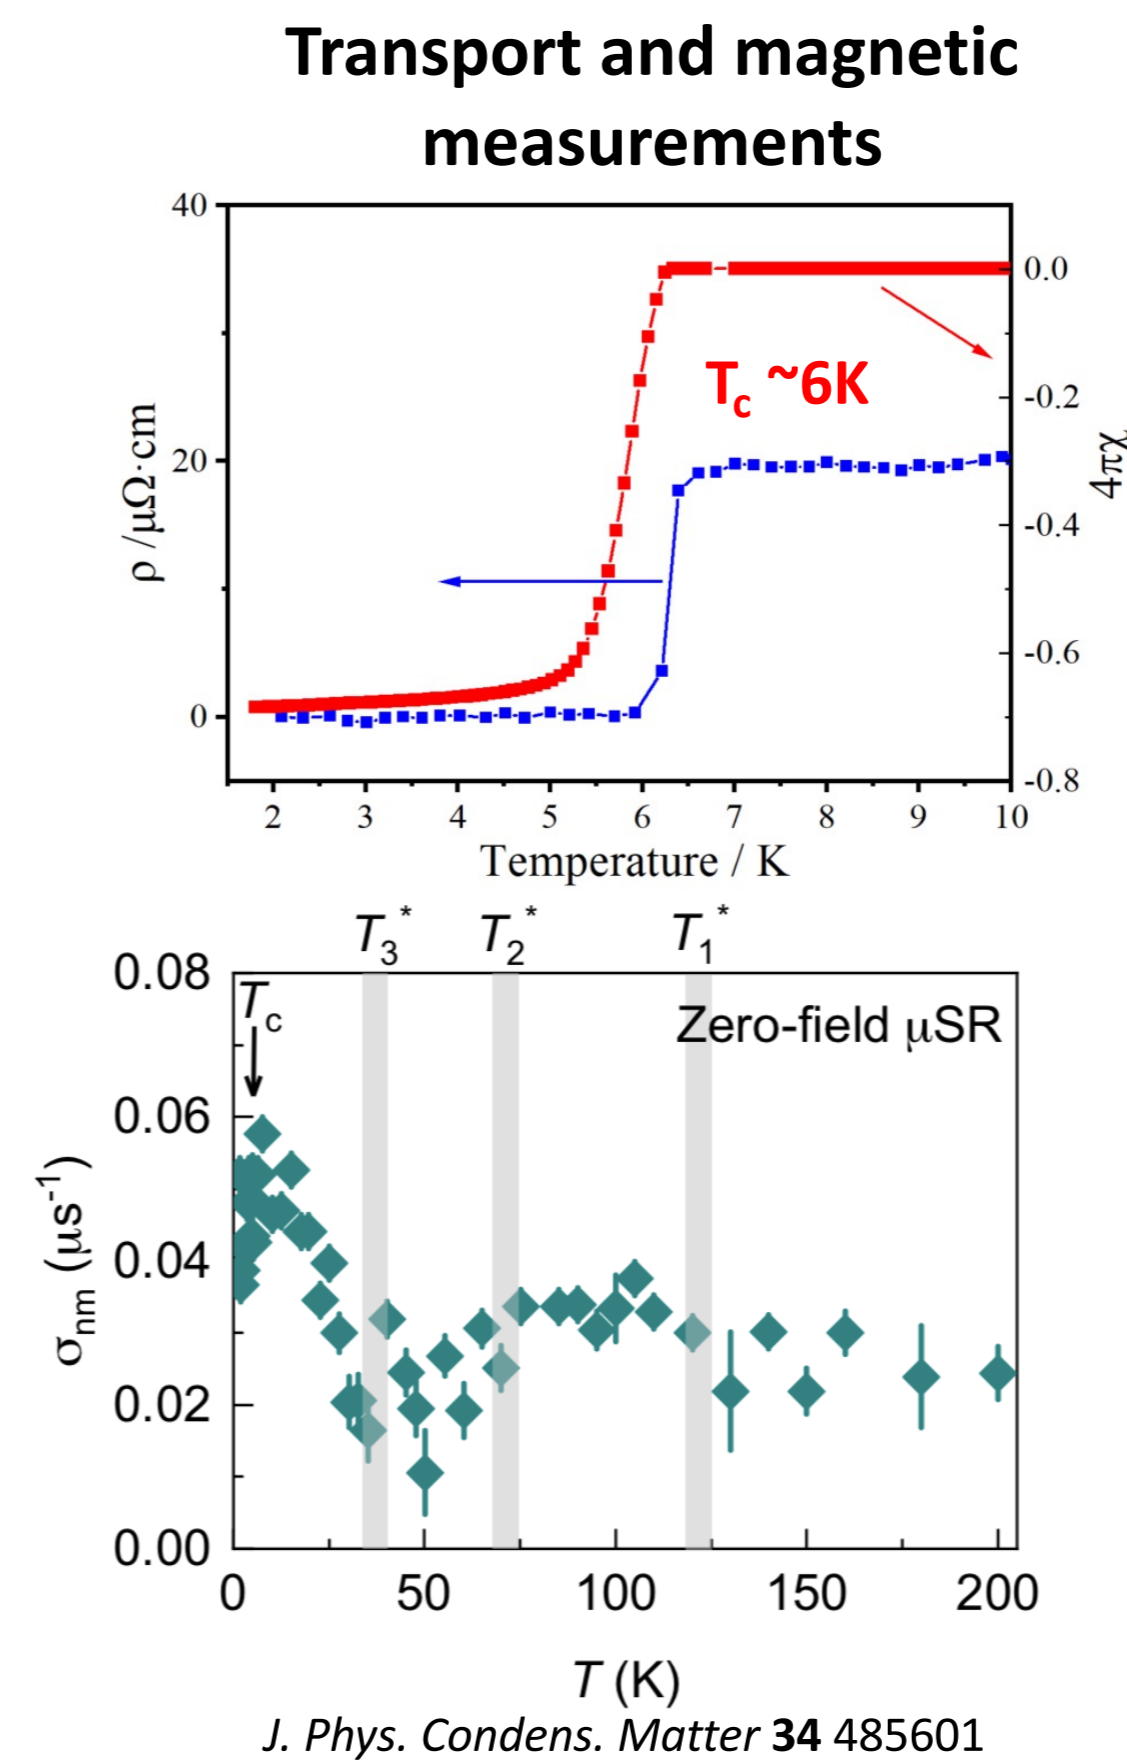 Transport and magnetic
measurements
40
20
0
ρ /μΩ·cm
0.0
-0.2
-0.4
-0.6
-0.8
4πχ
Tc ~6K
2 3 4 5 6 7 8 9 10
Temperature / K
T3* T2* T1*
0.08
0.06
0.04
0.02
0.00
σnm (μs-1)
Tc
Zero-field μSR
0 50 100 150 200
T (K)
J. Phys. Condens. Matter 34 485601